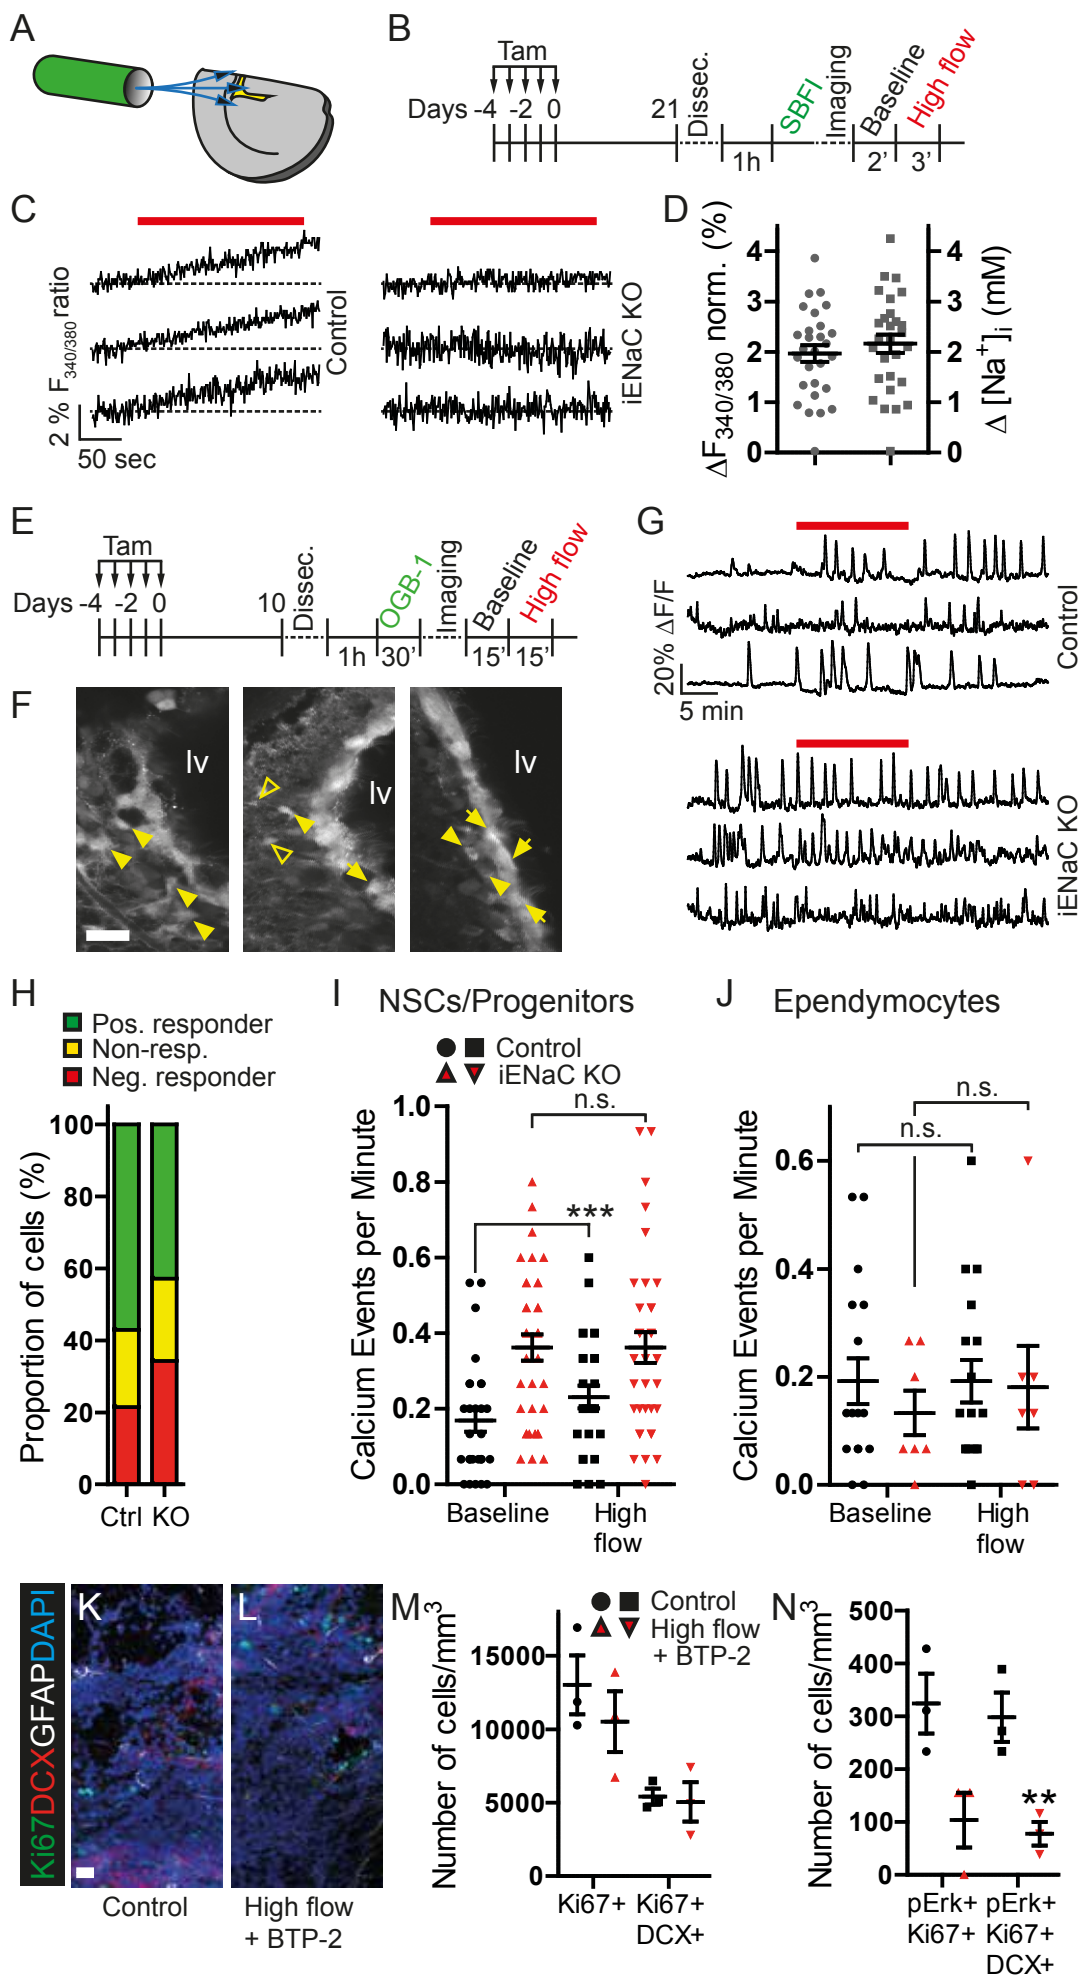 A
B
Tam
Days -4 -2 0
21
Dissec.
1h
SBFI
Imaging
Baseline
High flow
2'
3'
C
2 % F340/380 ratio
50 sec
Control
iENaC KO
D
ΔF340/380 norm. (%)
4
3
2
1
0
Δ [Na+]i (mM)
4
3
2
1
0
E
Tam
Days -4 -2 0
10
Dissec.
1h
OGB-1
30'
Imaging
Baseline
High flow
15'
15'
F
lv
lv
lv
G
20% ΔF/F
5 min
Control
iENaC KO
H
Pos. responder
Non-resp.
Neg. responder
Proportion of cells (%)
100
80
60
40
20
0
Ctrl KO
I
NSCs/Progenitors
Control
iENaC KO
n.s.
***
Calcium Events per Minute
1.0
0.8
0.6
0.4
0.2
0.0
Baseline
High
flow
J
Ependymocytes
n.s.
n.s.
Calcium Events per Minute
0.6
0.4
0.2
0.0
Baseline
High
flow
Ki67DCXGFAPDAPI
K
Control
L
High flow
+ BTP-2
M
Control
High flow
+ BTP-2
Number of cells/mm3
15000
10000
5000
0
Ki67+
Ki67+
DCX+
N
Number of cells/mm3
500
400
300
200
100
0
**
pErk+
Ki67+
pErk+
Ki67+
DCX+